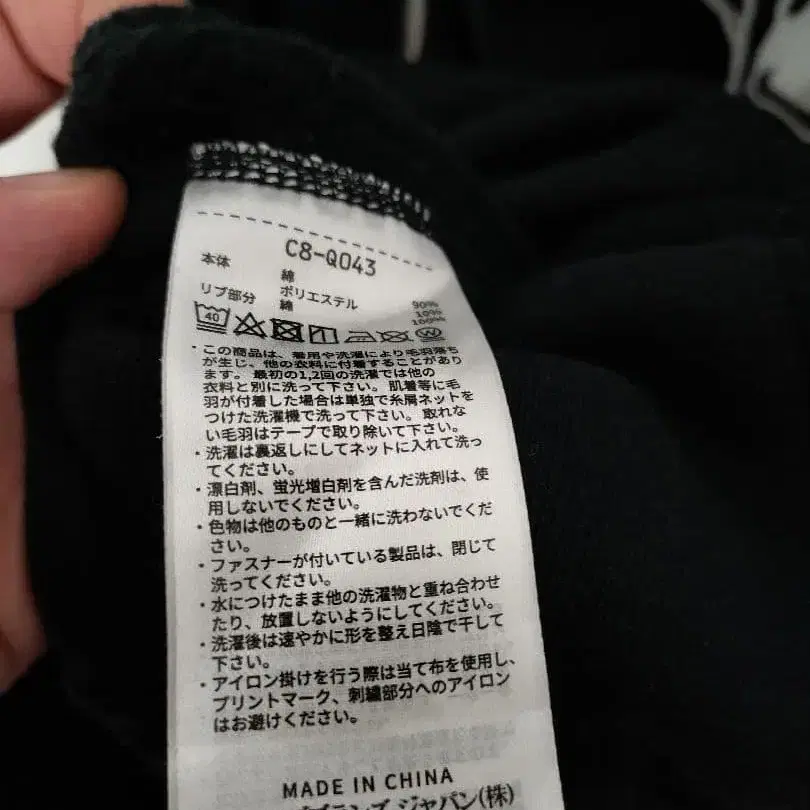 C8-Q043
本体 綿 90%
ポリエステル 10%
リブ部分 綿 100%
40
・この商品は、着用や洗濯により毛羽落ち
が生じ、他の衣料に付着することがあり
ます。最初の1,2回の洗濯では他の
衣料と別に洗って下さい。肌着等に毛
羽が付着した場合は単独で糸屑ネットを
つけた洗濯機で洗って下さい。取れな
い毛羽はテープで取り除いて下さい。
・洗濯は裏返しにしてネットに入れて洗っ
てください。
・漂白剤、蛍光増白剤を含んだ洗剤は、使
用しないでください。
・色物は他のものと一緒に洗わないでくだ
さい。
・ファスナーが付いている製品は、閉じて
洗ってください。
・水につけたまま他の洗濯物と重ね合わせ
たり、放置しないようにしてください。
・洗濯後は速やかに形を整え日陰で干して
下さい。
・アイロン掛けを行う際は当て布を使用し、
プリントマーク、刺繍部分へのアイロン
はお避けください。
MADE IN CHINA
ブランズ ジャパン(株)